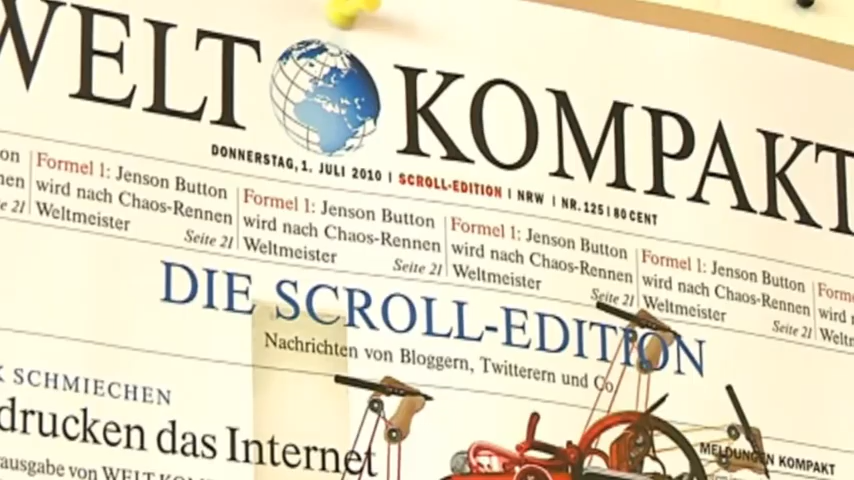 WELT KOMPAKT
DONNERSTAG, 1. JULI 2010 | SCROLL-EDITION | NRW | NR. 125 | 80 CENT
Formel 1: Jenson Button
wird nach Chaos-Rennen
Weltmeister
Seite 21
Formel 1: Jenson Button
wird nach Chaos-Rennen
Weltmeister
Seite 21
Formel 1: Jenson Button
wird nach Chaos-Rennen
Weltmeister
Seite 21
Formel 1: Jenson Button
wird nach Chaos-Rennen
Weltmeister
Seite 21
DIE SCROLL-EDITION
Nachrichten von Bloggern, Twitterern und Co.
SCHMIECHEN
drucken das Internet
MELDUNGEN KOMPAKT